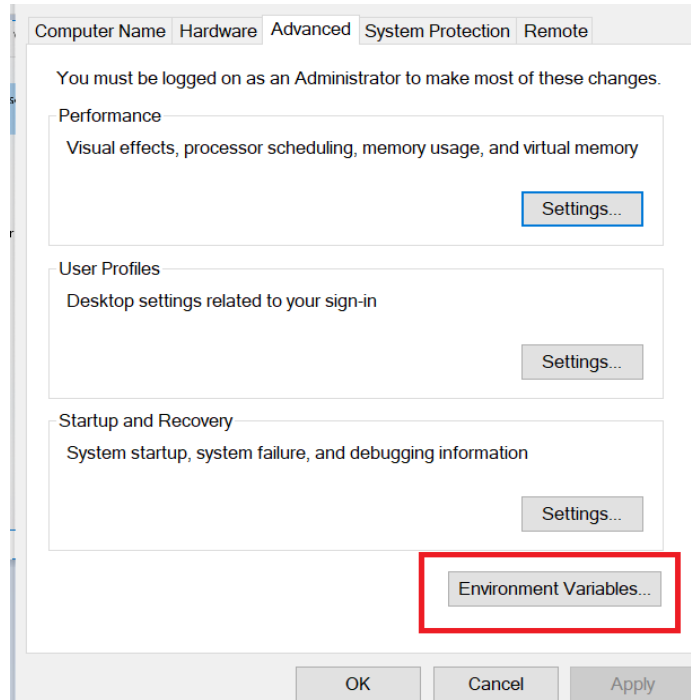 Computer Name Hardware Advanced System Protection Remote
You must be logged on as an Administrator to make most of these changes.
Performance
Visual effects, processor scheduling, memory usage, and virtual memory
Settings...
User Profiles
Desktop settings related to your sign-in
Settings...
Startup and Recovery
System startup, system failure, and debugging information
Settings...
Environment Variables...
OK Cancel Apply